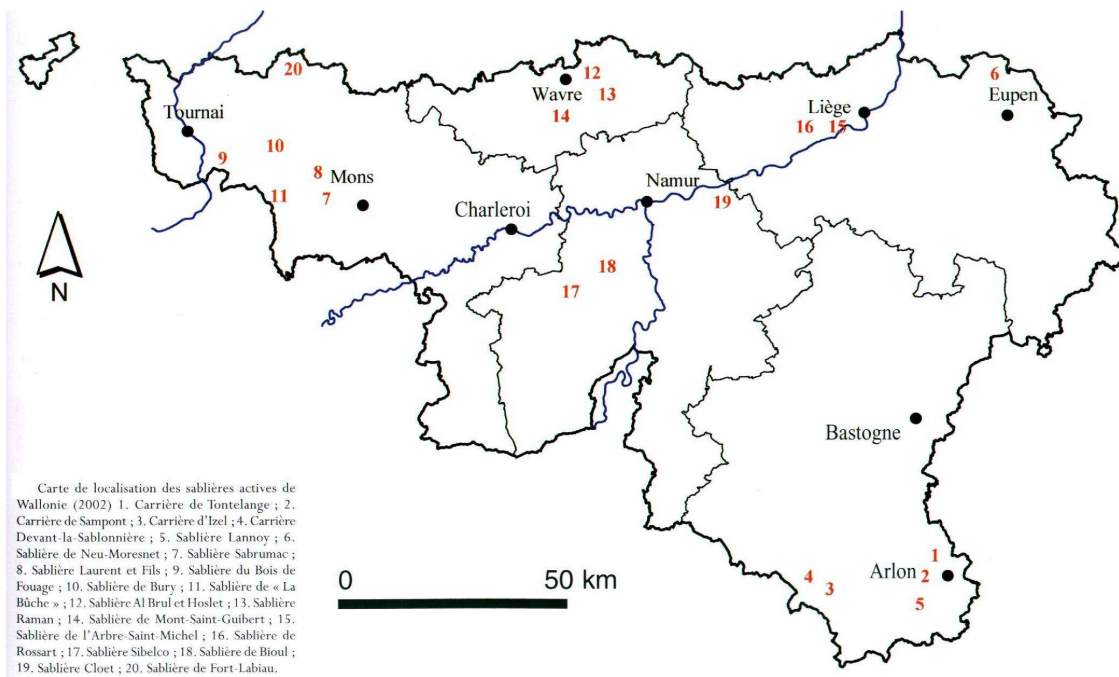 20
12
Wavre
13
14
6
Eupen
Liège
16
15
Tournai
10
9
8
Mons
11
7
Namur
19
Charleroi
18
17
N
Bastogne
1
Arlon
2
4
3
5
0
50 km
Carte de localisation des sablières actives de
Wallonie (2002) 1. Carrière de Tontelange ; 2.
Carrière de Sampont ; 3. Carrière d'Izel ; 4. Carrière
Devant-la-Sablonnière ; 5. Sablière Lannoy ; 6.
Sablière de Neu-Moresnet ; 7. Sablière Sabrumac ;
8. Sablière Laurent et Fils ; 9. Sablière du Bois de
Fouage ; 10. Sablière de Bury ; 11. Sablière de « La
Bûche » ; 12. Sablière Al Brul et Hoslet ; 13. Sablière
Raman ; 14. Sablière de Mont-Saint-Guibert ; 15.
Sablière de l'Arbre-Saint-Michel ; 16. Sablière de
Rossart ; 17. Sablière Sibelco ; 18. Sablière de Bioul ;
19. Sablière Cloet ; 20. Sablière de Fort-Labiau.